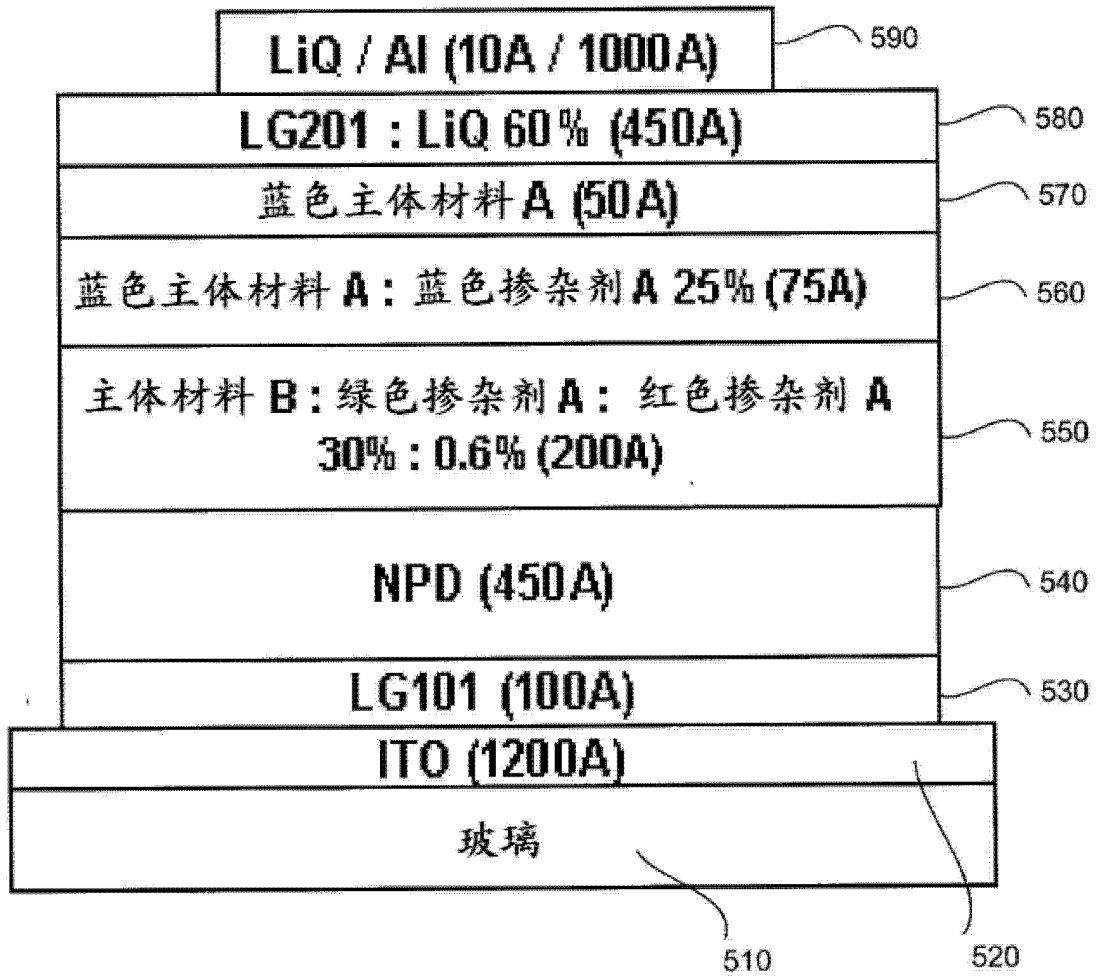 LiQ / Al (10A / 1000A)
590
LG201 : LiQ 60% (450A)
580
蓝色主体材料 A (50A)
570
蓝色主体材料 A : 蓝色掺杂剂 A 25% (75A)
560
主体材料 B : 绿色掺杂剂 A : 红色掺杂剂 A
30% : 0.6% (200A)
550
NPD (450A)
540
LG101 (100A)
530
ITO (1200A)
玻璃
510
520